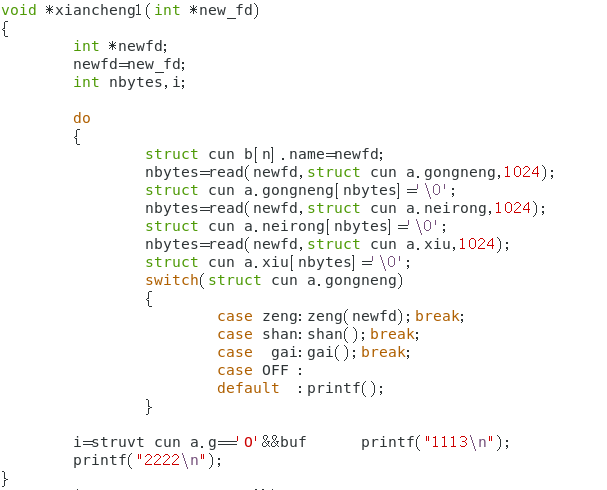 void *xiancheng1(int *new_fd)
{
int *newfd;
newfd=new_fd;
int nbytes,i;
do
{
struct cun b[n].name=newfd;
nbytes=read(newfd,struct cun a.gongneng,1024);
struct cun a.gongneng[nbytes]='\0';
nbytes=read(newfd,struct cun a.neirong,1024);
struct cun a.neirong[nbytes]='\0';
nbytes=read(newfd,struct cun a.xiu,1024);
struct cun a.xiu[nbytes]='\0';
switch(struct cun a.gongneng)
{
case zeng:zeng(newfd);break;
case shan:shan();break;
case  gai:gai();break;
case OFF :
default  :printf();
}
i=struvt cun a.g=='O'&&buf      printf("1113\n");
printf("2222\n");
}